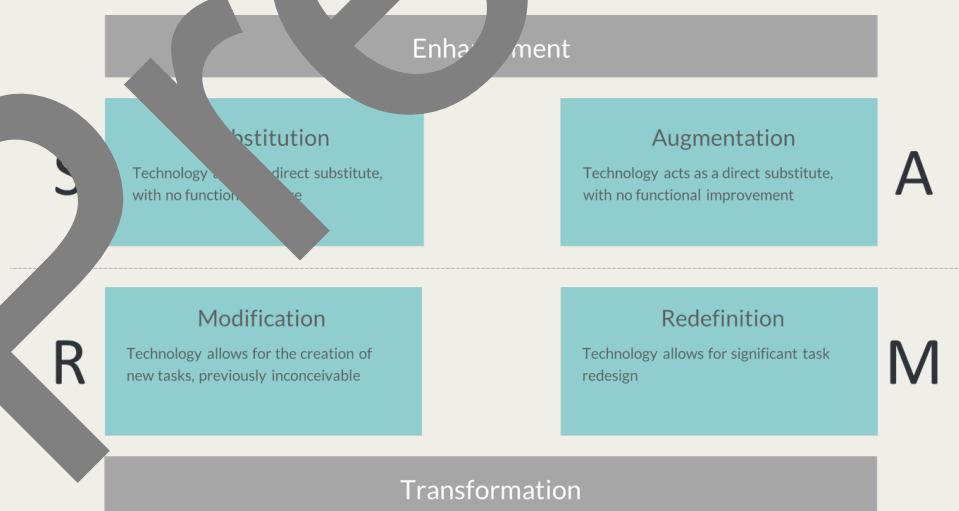 Enha ment
S
bstitution
Technology direct substitute,
with no function e
Augmentation
Technology acts as a direct substitute,
with no functional improvement
A
R
Modification
Technology allows for the creation of
new tasks, previously inconceivable
Redefinition
Technology allows for significant task
redesign
M
Transformation
Pre